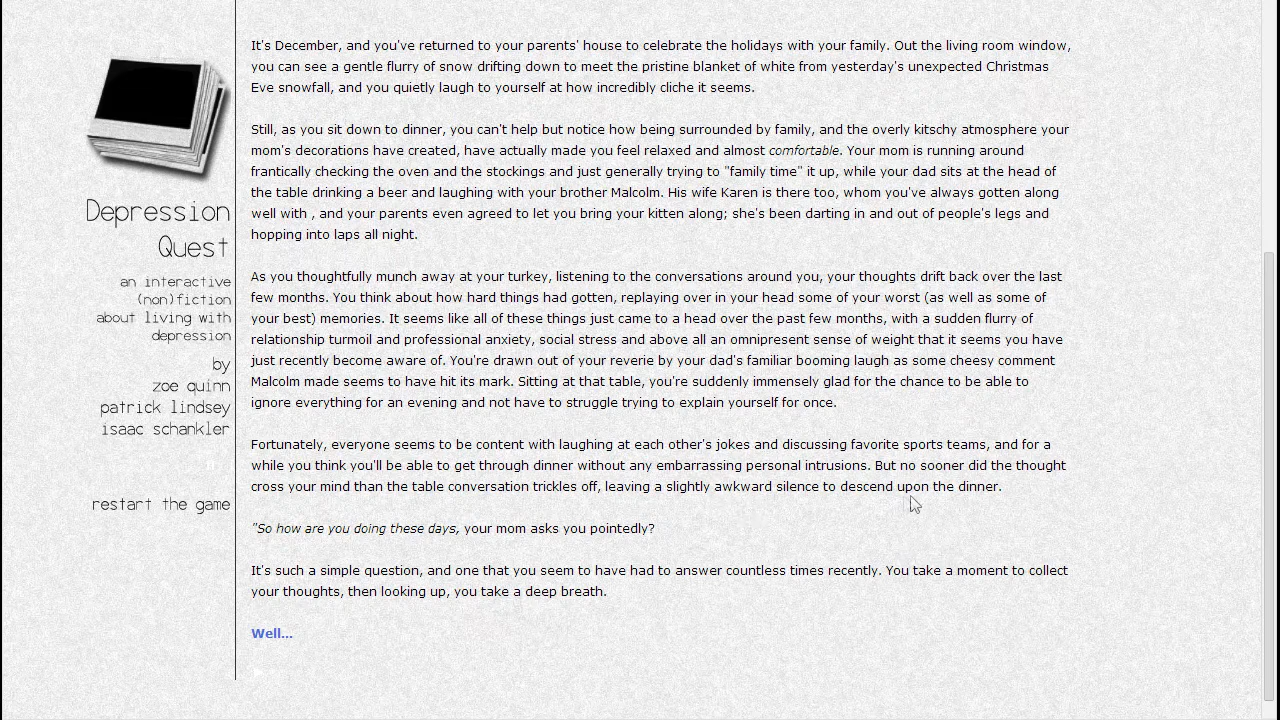 Depression
Quest
an interactive
(non)fiction
about living with
depression
by
zoe quinn
patrick lindsey
isaac schankler
restart the game
It's December, and you've returned to your parents' house to celebrate the holidays with your family. Out the living room window,
you can see a gentle flurry of snow drifting down to meet the pristine blanket of white from yesterday's unexpected Christmas
Eve snowfall, and you quietly laugh to yourself at how incredibly cliche it seems.
Still, as you sit down to dinner, you can't help but notice how being surrounded by family, and the overly kitschy atmosphere your
mom's decorations have created, have actually made you feel relaxed and almost comfortable. Your mom is running around
frantically checking the oven and the stockings and just generally trying to "family time" it up, while your dad sits at the head of
the table drinking a beer and laughing with your brother Malcolm. His wife Karen is there too, whom you've always gotten along
well with , and your parents even agreed to let you bring your kitten along; she's been darting in and out of people's legs and
hopping into laps all night.
As you thoughtfully munch away at your turkey, listening to the conversations around you, your thoughts drift back over the last
few months. You think about how hard things had gotten, replaying over in your head some of your worst (as well as some of
your best) memories. It seems like all of these things just came to a head over the past few months, with a sudden flurry of
relationship turmoil and professional anxiety, social stress and above all an omnipresent sense of weight that it seems you have
just recently become aware of. You're drawn out of your reverie by your dad's familiar booming laugh as some cheesy comment
Malcolm made seems to have hit its mark. Sitting at that table, you're suddenly immensely glad for the chance to be able to
ignore everything for an evening and not have to struggle trying to explain yourself for once.
Fortunately, everyone seems to be content with laughing at each other's jokes and discussing favorite sports teams, and for a
while you think you'll be able to get through dinner without any embarrassing personal intrusions. But no sooner did the thought
cross your mind than the table conversation trickles off, leaving a slightly awkward silence to descend upon the dinner.
"So how are you doing these days, your mom asks you pointedly?
It's such a simple question, and one that you seem to have had to answer countless times recently. You take a moment to collect
your thoughts, then looking up, you take a deep breath.
Well...